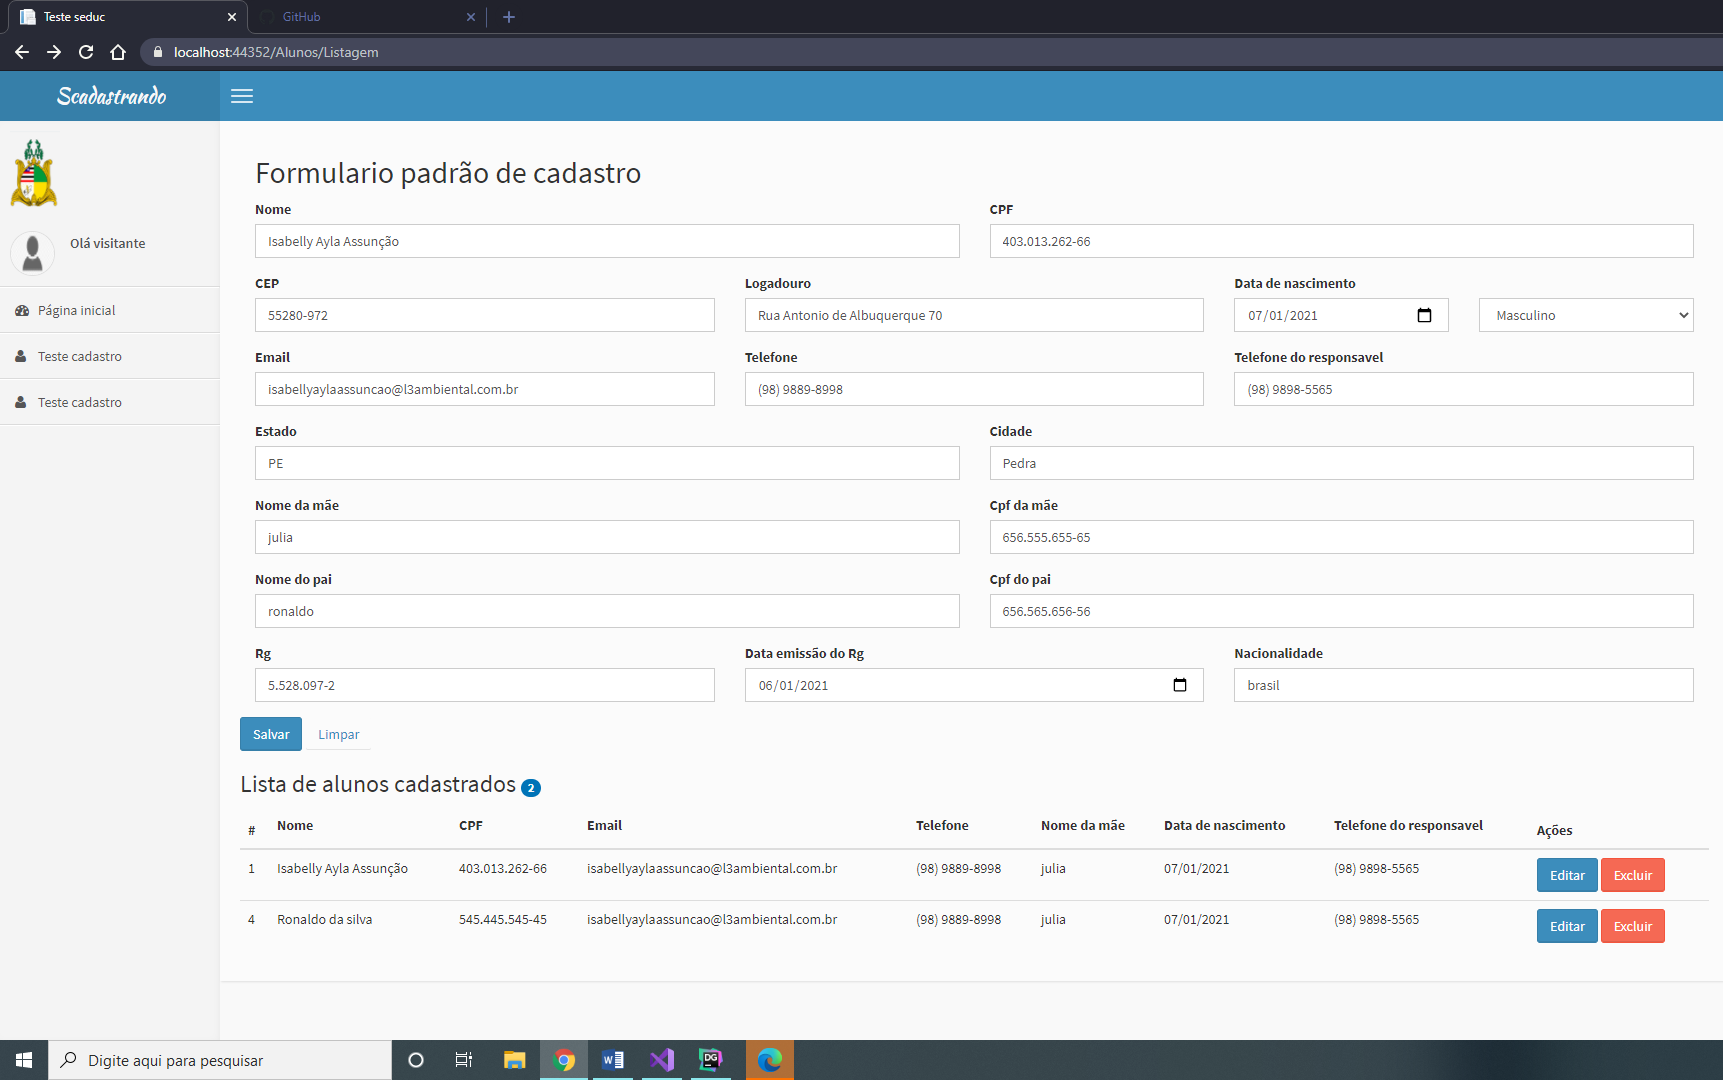 Teste seduc
GitHub
localhost:44352/Alunos/Listagem
Scadastrando
Olá visitante
Página inicial
Teste cadastro
Teste cadastro
Formulario padrão de cadastro
Nome CPF
Isabelly Ayla Assunção 403.013.262-66
CEP Logadouro Data de nascimento
55280-972 Rua Antonio de Albuquerque 70 07/01/2021 Masculino
Email Telefone Telefone do responsavel
isabellyaylaassuncao@l3ambiental.com.br (98) 9889-8998 (98) 9898-5565
Estado Cidade
PE Pedra
Nome da mãe Cpf da mãe
julia 656.555.655-65
Nome do pai Cpf do pai
ronaldo 656.565.656-56
Rg Data emissão do Rg Nacionalidade
5.528.097-2 06/01/2021 brasil
Salvar Limpar
Lista de alunos cadastrados 2
# Nome CPF Email Telefone Nome da mãe Data de nascimento Telefone do responsavel Ações
1 Isabelly Ayla Assunção 403.013.262-66 isabellyaylaassuncao@l3ambiental.com.br (98) 9889-8998 julia 07/01/2021 (98) 9898-5565 Editar Excluir
4 Ronaldo da silva 545.445.545-45 isabellyaylaassuncao@l3ambiental.com.br (98) 9889-8998 julia 07/01/2021 (98) 9898-5565 Editar Excluir
Digite aqui para pesquisar
W
DG